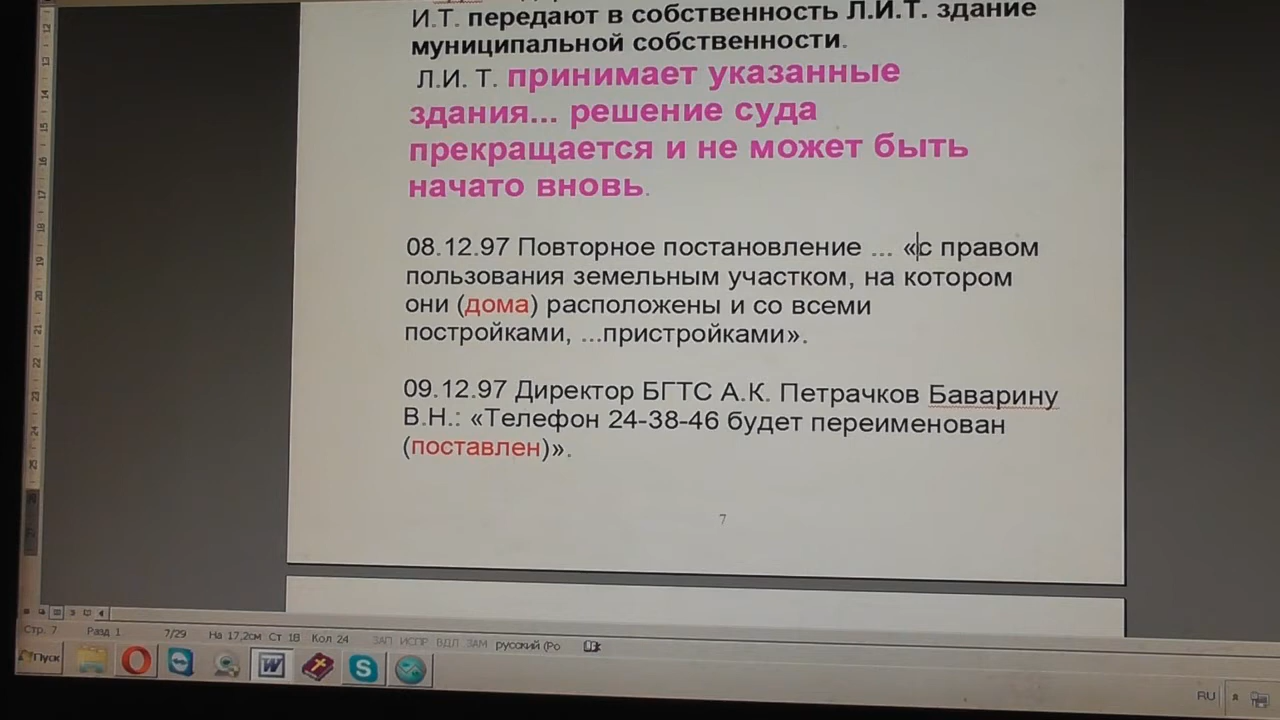 И.Т. передают в собственность Л.И.Т. здание
муниципальной собственности.
Л.И. Т. принимает указанные
здания... решение суда
прекращается и не может быть
начато вновь.
08.12.97 Повторное постановление ... «с правом
пользования земельным участком, на котором
они (дома) расположены и со всеми
постройками, ...пристройками».
09.12.97 Директор БГТС А.К. Петрачков Баварину
В.Н.: «Телефон 24-38-46 будет переименован
(поставлен)».
7
Стр. 7 Разд 1 7/29 На 17,2см Ст 18 Кол 24 ЗАП ИСПР ВДЛ ЗАМ русский (Ро
Пуск
RU